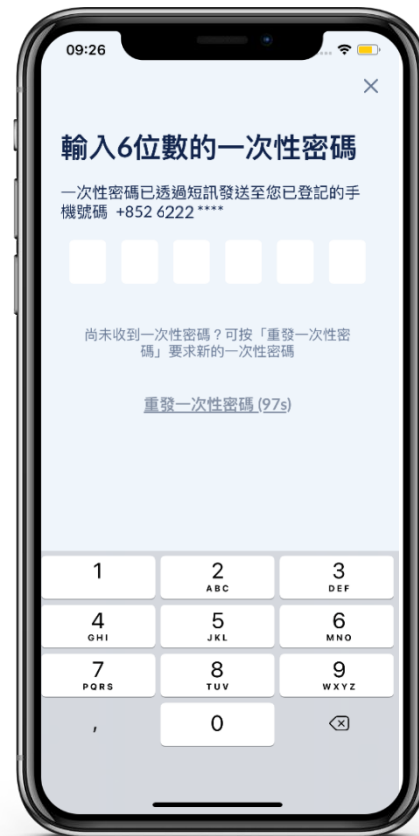 09:26
輸入6位數的一次性密碼
一次性密碼已透過短訊發送至您已登記的手
機號碼 +852 6222 ****
尚未收到一次性密碼？可按「重發一次性密
碼」要求新的一次性密碼
重發一次性密碼 (97s)
1 2 3
ABC DEF
4 5 6
GHI JKL MNO
7 8 9
PQRS TUV WXYZ
, 0